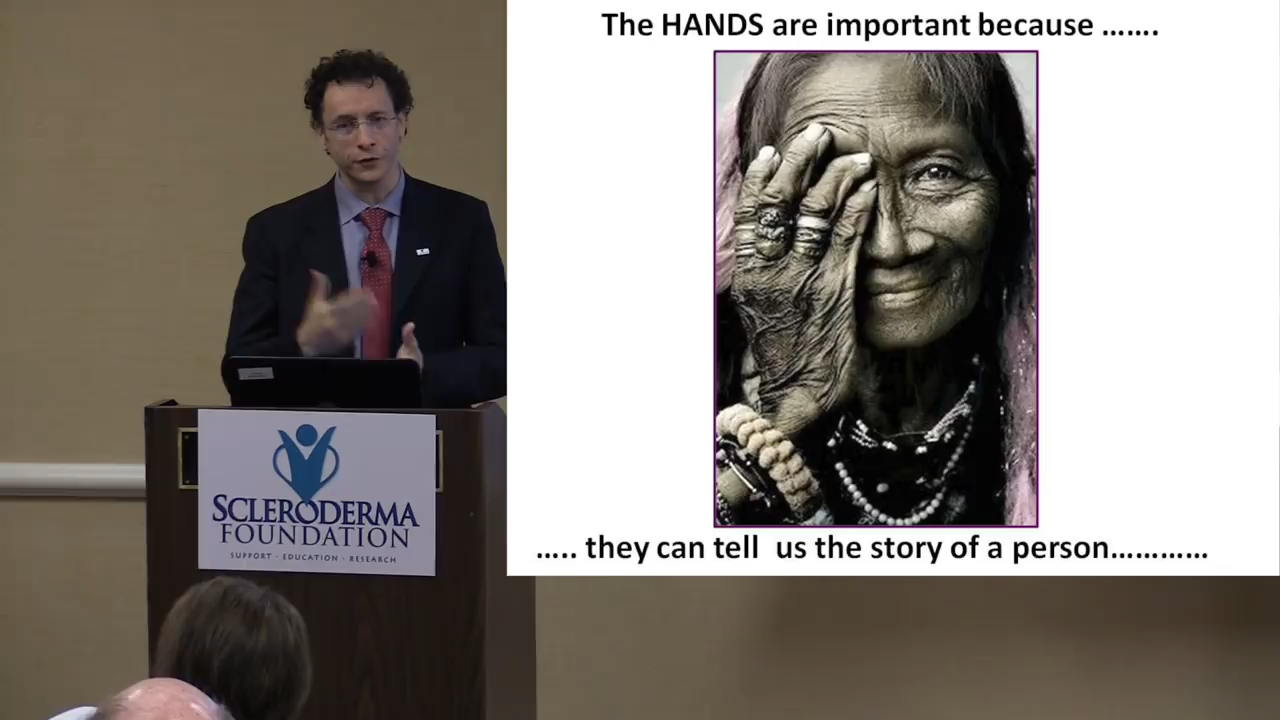 The HANDS are important because …….
SCLERODERMA
FOUNDATION
SUPPORT · EDUCATION · RESEARCH
….. they can tell us the story of a person…………